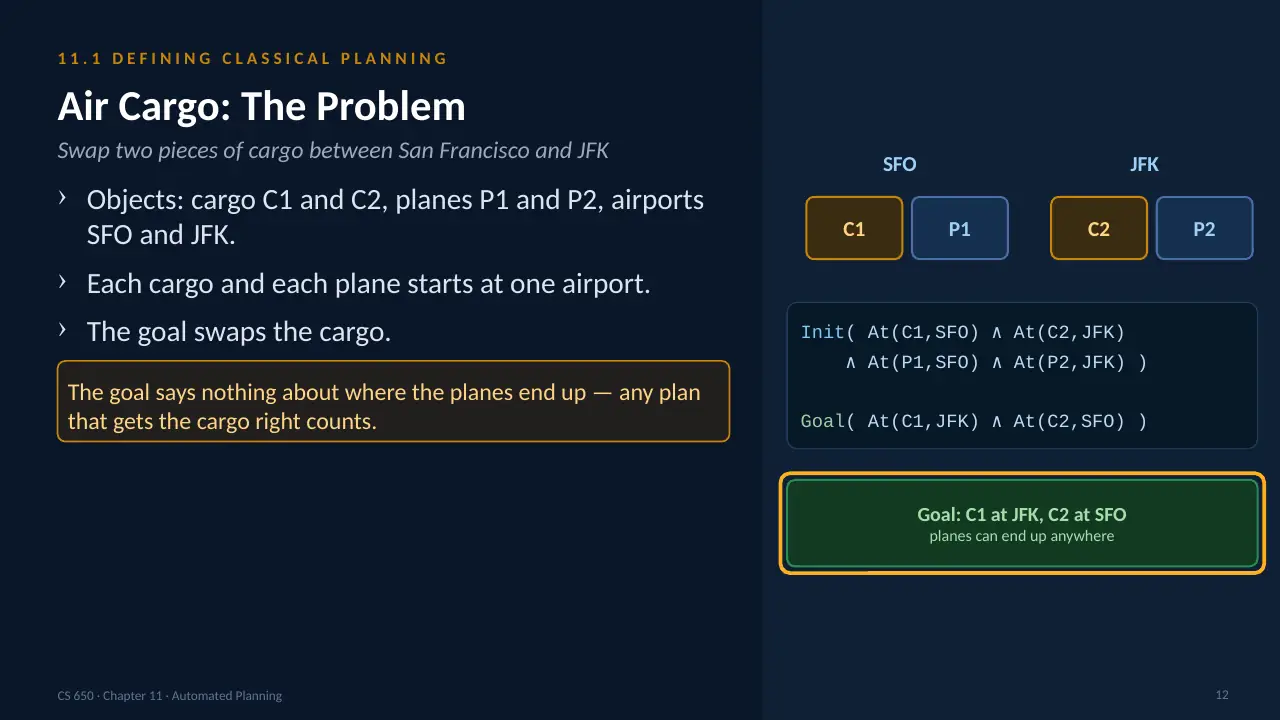 11.1 DEFINING CLASSICAL PLANNING
Air Cargo: The Problem
Swap two pieces of cargo between San Francisco and JFK
› Objects: cargo C1 and C2, planes P1 and P2, airports
SFO and JFK.
› Each cargo and each plane starts at one airport.
› The goal swaps the cargo.
The goal says nothing about where the planes end up — any plan
that gets the cargo right counts.
SFO JFK
C1 P1 C2 P2
Init( At(C1,SFO) ∧ At(C2,JFK)
∧ At(P1,SFO) ∧ At(P2,JFK) )
Goal( At(C1,JFK) ∧ At(C2,SFO) )
Goal: C1 at JFK, C2 at SFO
planes can end up anywhere
CS 650 · Chapter 11 · Automated Planning
12